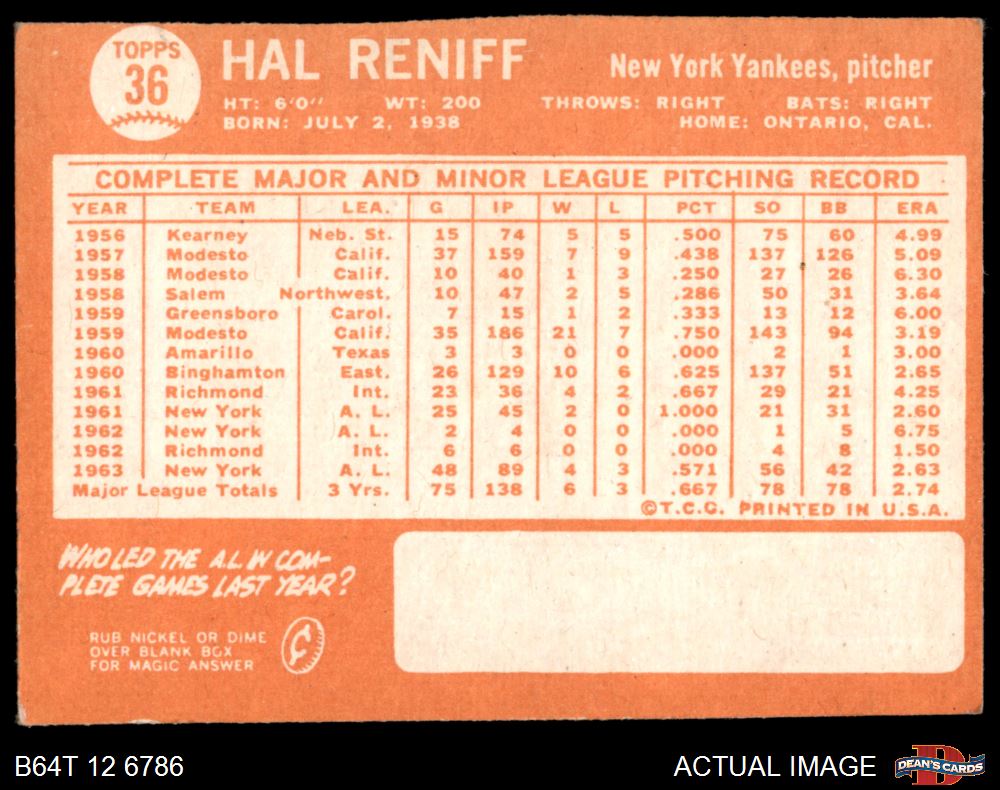 TOPPS
36
HAL RENIFF
New York Yankees, pitcher
HT: 6'0" WT: 200 THROWS: RIGHT BATS: RIGHT
BORN: JULY 2, 1938 HOME: ONTARIO, CAL.
COMPLETE MAJOR AND MINOR LEAGUE PITCHING RECORD
YEAR TEAM LEA. G IP W L PCT SO BB ERA
1956 Kearney Neb. St. 15 74 5 5 .500 75 60 4.99
1957 Modesto Calif. 37 159 7 9 .438 137 126 5.09
1958 Modesto Calif. 10 40 1 3 .250 27 26 6.30
1958 Salem Northwest. 10 47 2 5 .286 50 31 3.64
1959 Greensboro Carol. 7 15 1 2 .333 13 12 6.00
1959 Modesto Calif. 35 186 21 7 .750 143 94 3.19
1960 Amarillo Texas 3 3 0 0 .000 2 1 3.00
1960 Binghamton East. 26 129 10 6 .625 137 51 2.65
1961 Richmond Int. 23 36 4 2 .667 29 21 4.25
1961 New York A. L. 25 45 2 0 1.000 21 31 2.60
1962 New York A. L. 2 4 0 0 .000 1 5 6.75
1962 Richmond Int. 6 6 0 0 .000 4 8 1.50
1963 New York A. L. 48 89 4 3 .571 56 42 2.63
Major League Totals 3 Yrs. 75 138 6 3 .667 78 78 2.74
©T.C.G. PRINTED IN U.S.A.
WHO LED THE A.L. IN COM-
PLETE GAMES LAST YEAR?
RUB NICKEL OR DIME
OVER BLANK BOX
FOR MAGIC ANSWER
¢
B64T 12 6786 ACTUAL IMAGE
D
DEAN'S CARDS